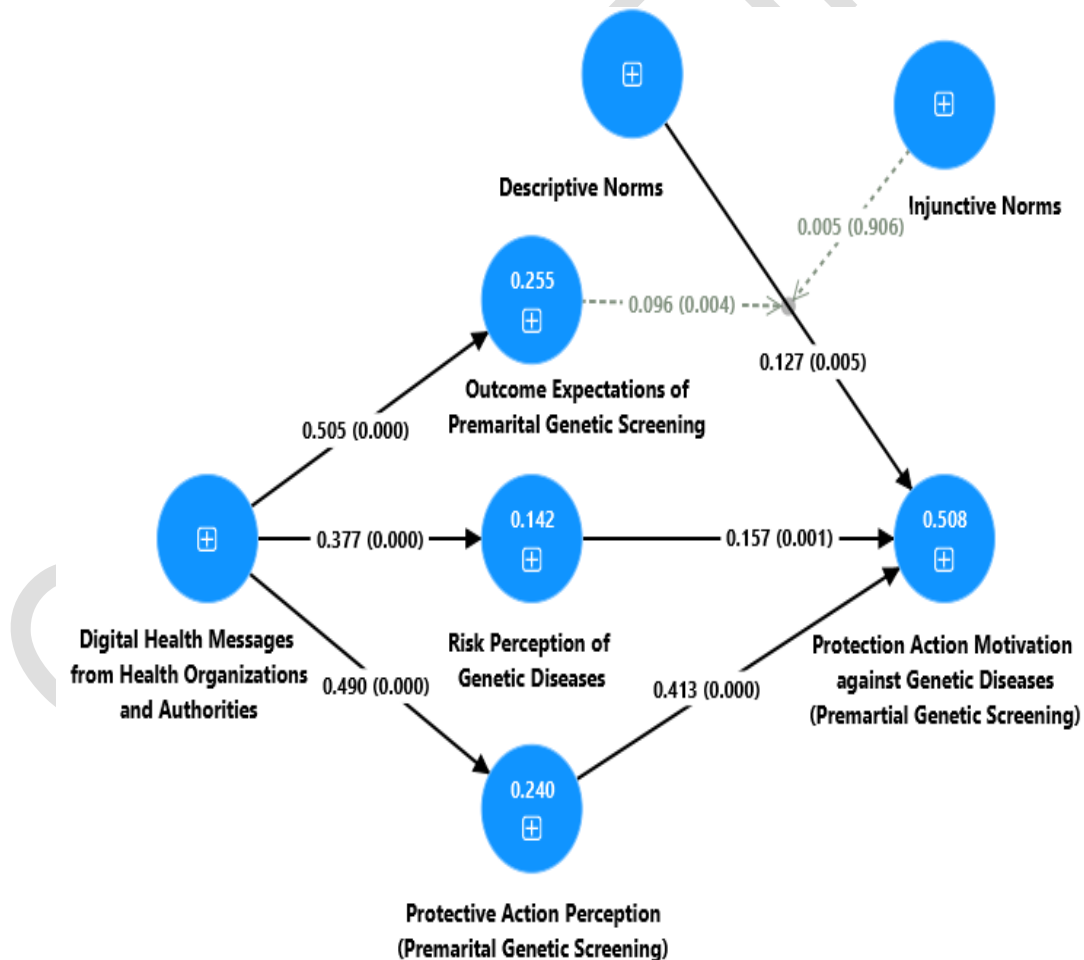 Descriptive Norms
Injunctive Norms
0.005 (0.906)
0.255
0.096 (0.004)
0.127 (0.005)
Outcome Expectations of
Premarital Genetic Screening
0.505 (0.000)
0.142
0.508
0.377 (0.000)
0.157 (0.001)
Digital Health Messages
from Health Organizations
and Authorities
Risk Perception of
Genetic Diseases
Protection Action Motivation
against Genetic Diseases
(Premartial Genetic Screening)
0.490 (0.000)
0.413 (0.000)
0.240
Protective Action Perception
(Premarital Genetic Screening)